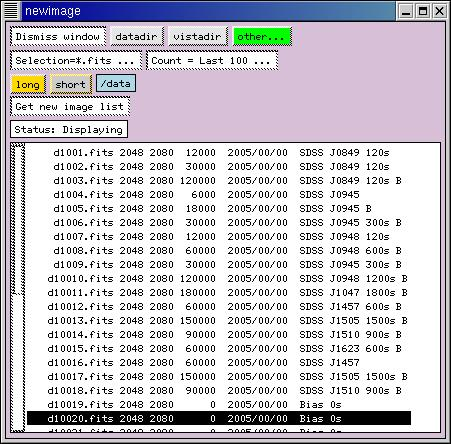 newimage
Dismiss window datadir vistadir other...
Selection=*.fits ... Count = Last 100 ...
long short /data
Get new image list
Status: Displaying
d1001.fits 2048 2080 12000 2005/00/00 SDSS J0849 120s
d1002.fits 2048 2080 30000 2005/00/00 SDSS J0849 120s
d1003.fits 2048 2080 120000 2005/00/00 SDSS J0849 120s B
d1004.fits 2048 2080 6000 2005/00/00 SDSS J0945
d1005.fits 2048 2080 18000 2005/00/00 SDSS J0945 B
d1006.fits 2048 2080 30000 2005/00/00 SDSS J0945 300s B
d1007.fits 2048 2080 12000 2005/00/00 SDSS J0948 120s
d1008.fits 2048 2080 60000 2005/00/00 SDSS J0948 600s B
d1009.fits 2048 2080 30000 2005/00/00 SDSS J0945 300s B
d10010.fits 2048 2080 120000 2005/00/00 SDSS J0948 1200s B
d10011.fits 2048 2080 180000 2005/00/00 SDSS J1047 1800s B
d10012.fits 2048 2080 60000 2005/00/00 SDSS J1457 600s B
d10013.fits 2048 2080 150000 2005/00/00 SDSS J1505 1500s B
d10014.fits 2048 2080 90000 2005/00/00 SDSS J1510 900s B
d10015.fits 2048 2080 60000 2005/00/00 SDSS J1623 600s B
d10016.fits 2048 2080 60000 2005/00/00 SDSS J1457
d10017.fits 2048 2080 150000 2005/00/00 SDSS J1505 1500s B
d10018.fits 2048 2080 90000 2005/00/00 SDSS J1510 900s B
d10019.fits 2048 2080 0 2005/00/00 Bias 0s
d10020.fits 2048 2080 0 2005/00/00 Bias 0s